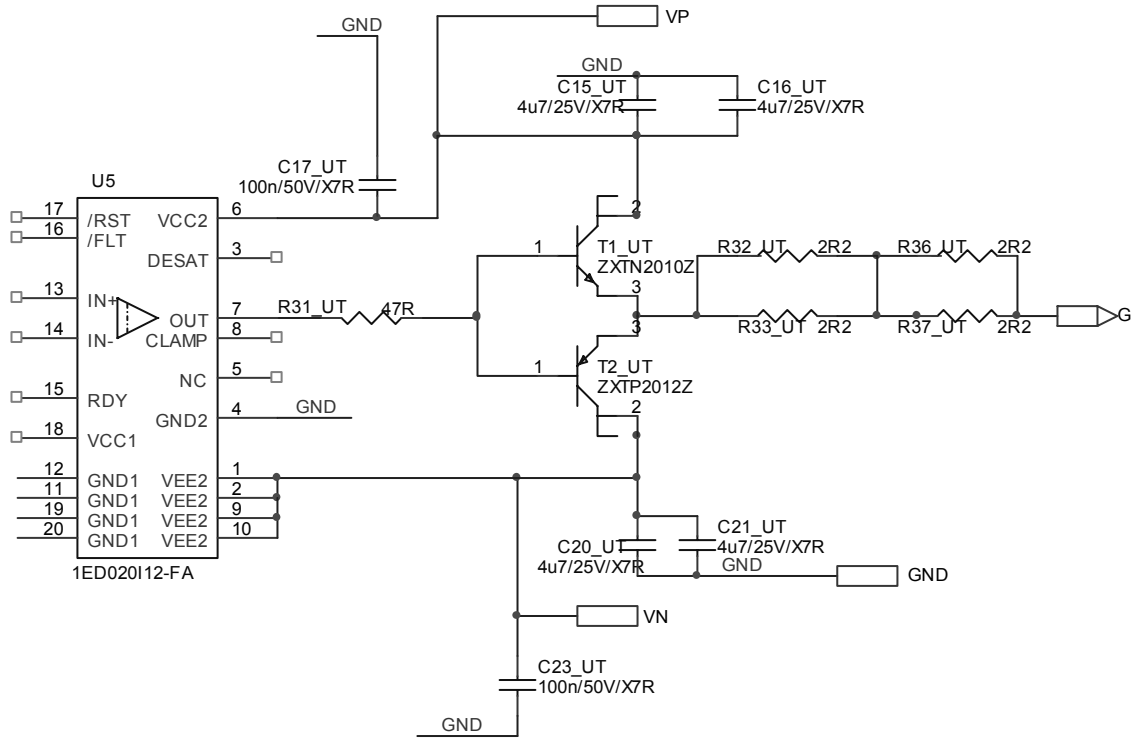 VP
GND
GND
C15_UT
4u7/25V/X7R
C16_UT
4u7/25V/X7R
C17_UT
100n/50V/X7R
U5
17 /RST VCC2 6
16 /FLT
DESAT 3
13 IN+
OUT 7
14 IN- CLAMP 8
NC 5
15 RDY
GND2 4 GND
18 VCC1
12 GND1 VEE2 1
11 GND1 VEE2 2
19 GND1 VEE2 9
20 GND1 VEE2 10
1ED020I12-FA
R31_UT 47R
1
2
T1_UT
ZXTN2010Z
3
3
1
T2_UT
ZXTP2012Z
2
R32_UT 2R2
R36_UT 2R2
R33_UT 2R2
R37_UT 2R2
G
C20_UT
4u7/25V/X7R
C21_UT
4u7/25V/X7R
GND
GND
VN
C23_UT
100n/50V/X7R
GND